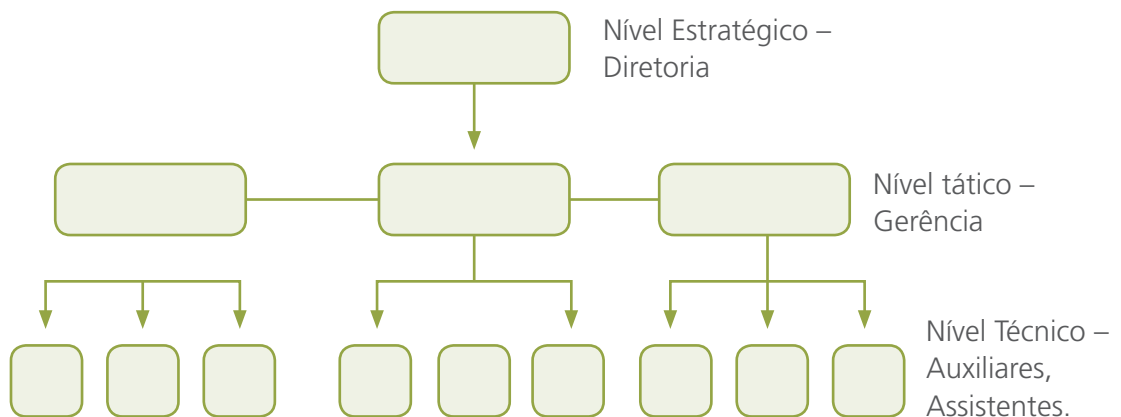 Nível Estratégico –
Diretoria
Nível tático –
Gerência
Nível Técnico –
Auxiliares,
Assistentes.